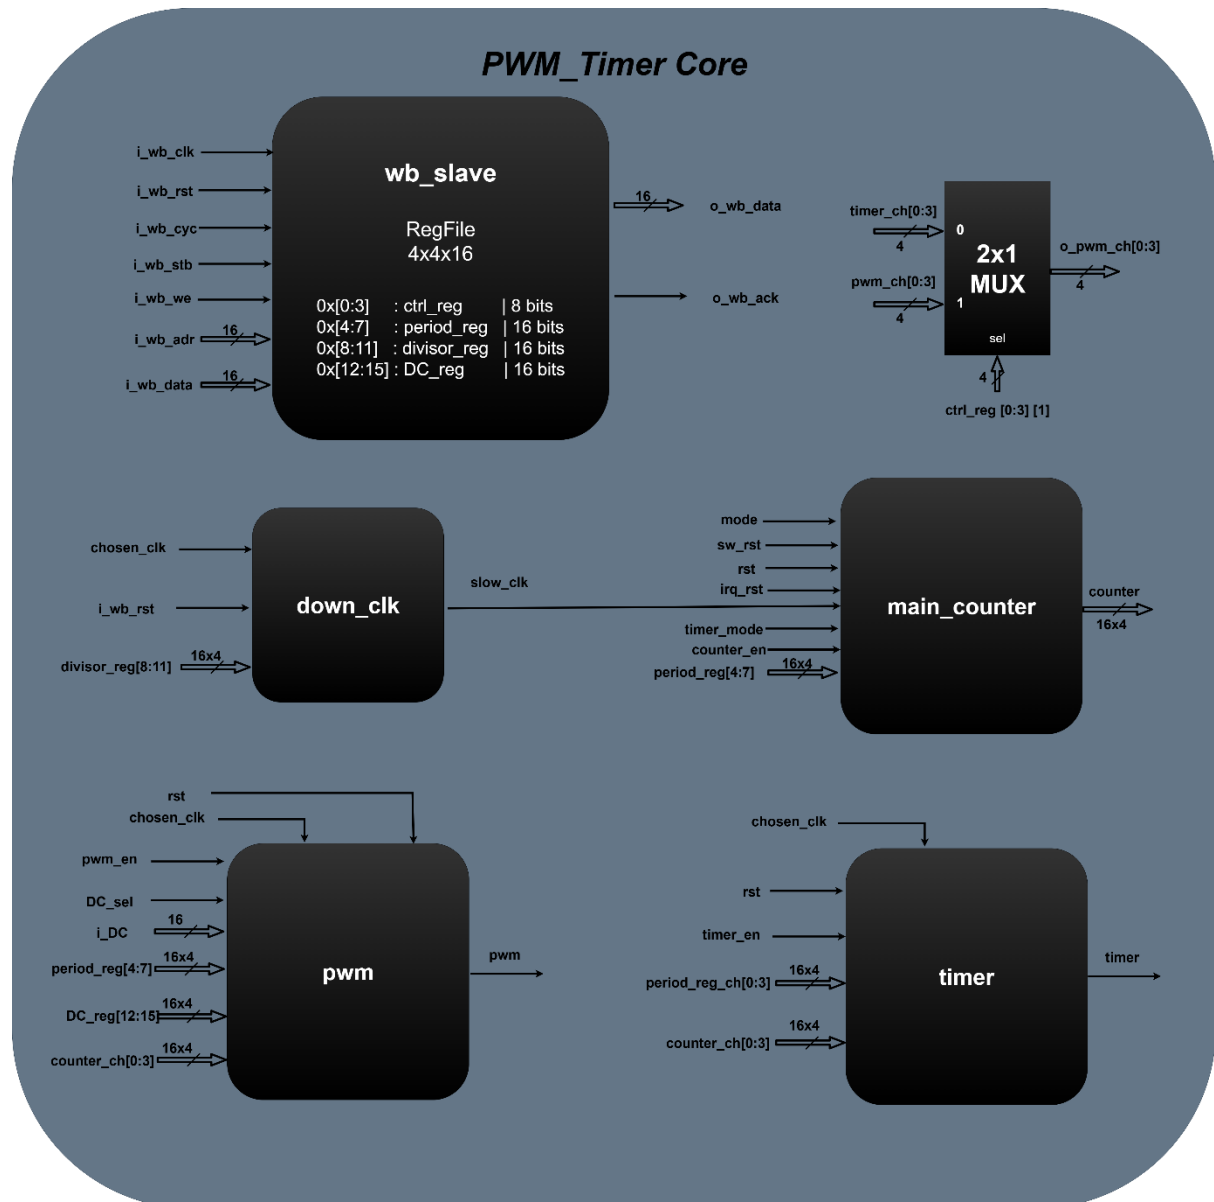 PWM_Timer Core
i_wb_clk
i_wb_rst
i_wb_cyc
i_wb_stb
i_wb_we
i_wb_adr
16
i_wb_data
16
wb_slave
RegFile
4x4x16
0x[0:3] : ctrl_reg | 8 bits
0x[4:7] : period_reg | 16 bits
0x[8:11] : divisor_reg | 16 bits
0x[12:15] : DC_reg | 16 bits
16
o_wb_data
o_wb_ack
timer_ch[0:3]
4
pwm_ch[0:3]
4
0
2x1
MUX
1
sel
4
ctrl_reg [0:3] [1]
o_pwm_ch[0:3]
4
chosen_clk
i_wb_rst
divisor_reg[8:11]
16x4
down_clk
slow_clk
mode
sw_rst
rst
irq_rst
timer_mode
counter_en
period_reg[4:7]
16x4
main_counter
counter
16x4
rst
chosen_clk
pwm_en
DC_sel
i_DC
16
period_reg[4:7]
16x4
DC_reg[12:15]
16x4
counter_ch[0:3]
16x4
pwm
pwm
chosen_clk
rst
timer_en
period_reg_ch[0:3]
16x4
counter_ch[0:3]
16x4
timer
timer